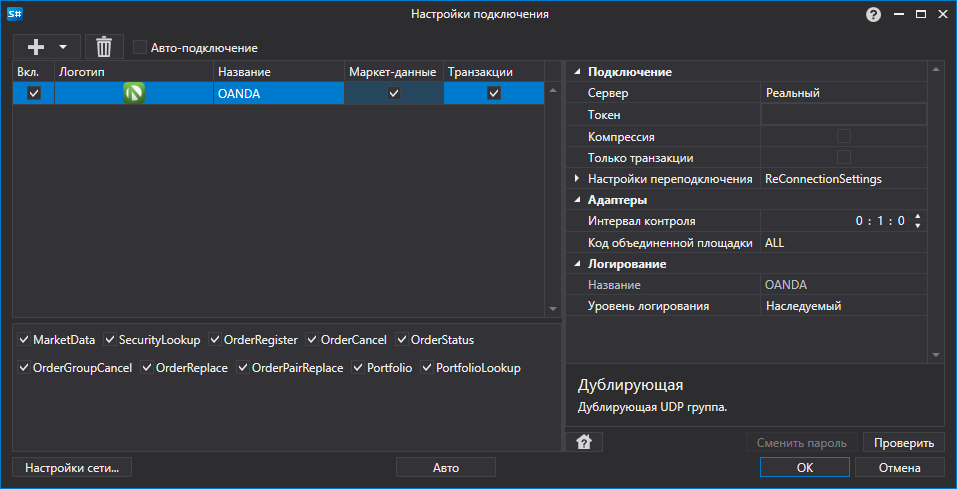 S# Настройки подключения ?
Авто-подключение
Вкл. Логотип Название Маркет-данные Транзакции
OANDA
MarketData SecurityLookup OrderRegister OrderCancel OrderStatus
OrderGroupCancel OrderReplace OrderPairReplace Portfolio PortfolioLookup
Подключение
Сервер Реальный
Токен
Компрессия
Только транзакции
Настройки переподключения ReConnectionSettings
Адаптеры
Интервал контроля 0 : 1 : 0
Код объединенной площадки ALL
Логирование
Название OANDA
Уровень логирования Наследуемый
Дублирующая
Дублирующая UDP группа.
? Сменить пароль Проверить
Настройки сети... Авто OK Отмена